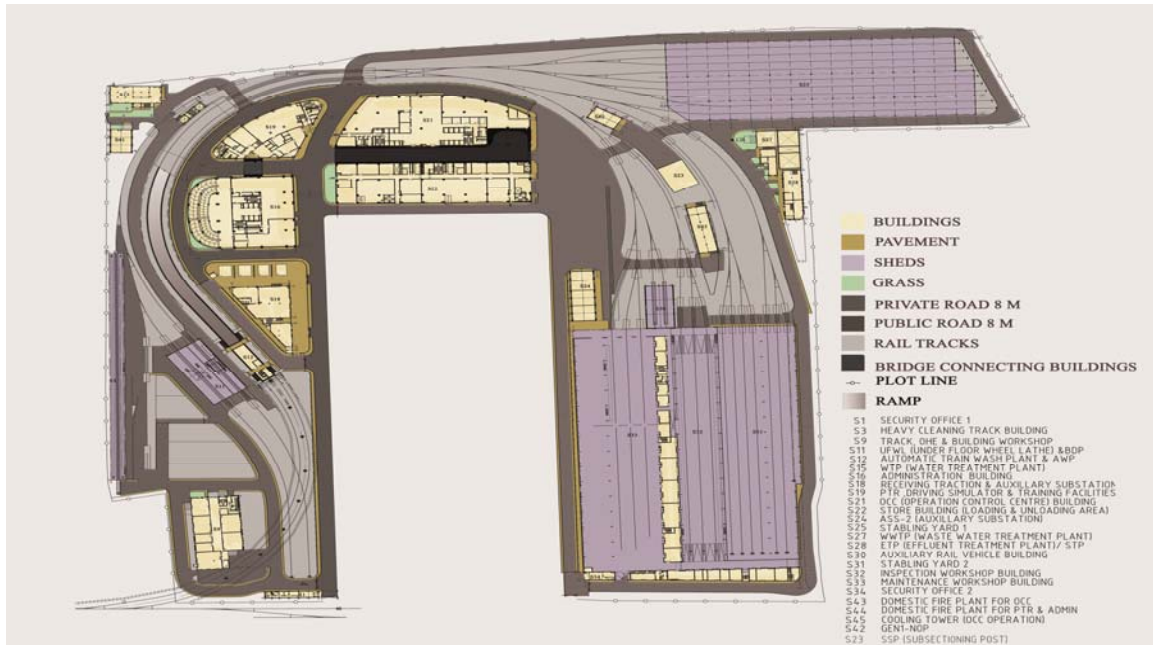 S19
S21
S22
S16
S18
S23
S24
BUILDINGS
PAVEMENT
SHEDS
GRASS
PRIVATE ROAD 8 M
PUBLIC ROAD 8 M
RAIL TRACKS
BRIDGE CONNECTING BUILDINGS
PLOT LINE
RAMP
S1 SECURITY OFFICE 1
S3 HEAVY CLEANING TRACK BUILDING
S9 TRACK, OHE & BUILDING WORKSHOP
S11 UFWL (UNDER FLOOR WHEEL LATHE) &BDP
S12 AUTOMATIC TRAIN WASH PLANT & AWP
S15 WTP (WATER TREATMENT PLANT)
S16 ADMINISTRATION BUILDING
S18 RECEIVING TRACTION & AUXILLARY SUBSTATION
S19 PTR ,DRIVING SIMULATOR & TRAINING FACILITIES
S21 OCC (OPERATION CONTROL CENTRE) BUILDING
S22 STORE BUILDING (LOADING & UNLOADING AREA)
S24 ASS-2 (AUXILLARY SUBSTATION)
S25 STABLING YARD 1
S27 WWTP (WASTE WATER TREATMENT PLANT)
S28 ETP (EFFLUENT TREATMENT PLANT)/ STP
S30 AUXILIARY RAIL VEHICLE BUILDING
S31 STABLING YARD 2
S32 INSPECTION WORKSHOP BUILDING
S33 MAINTENANCE WORKSHOP BUILDING
S34 SECURITY OFFICE 2
S43 DOMESTIC FIRE PLANT FOR OCC
S44 DOMESTIC FIRE PLANT FOR PTR & ADMIN
S45 COOLING TOWER (OCC OPERATION)
S42 GEN1-NOP
S23 SSP (SUBSECTIONING POST)